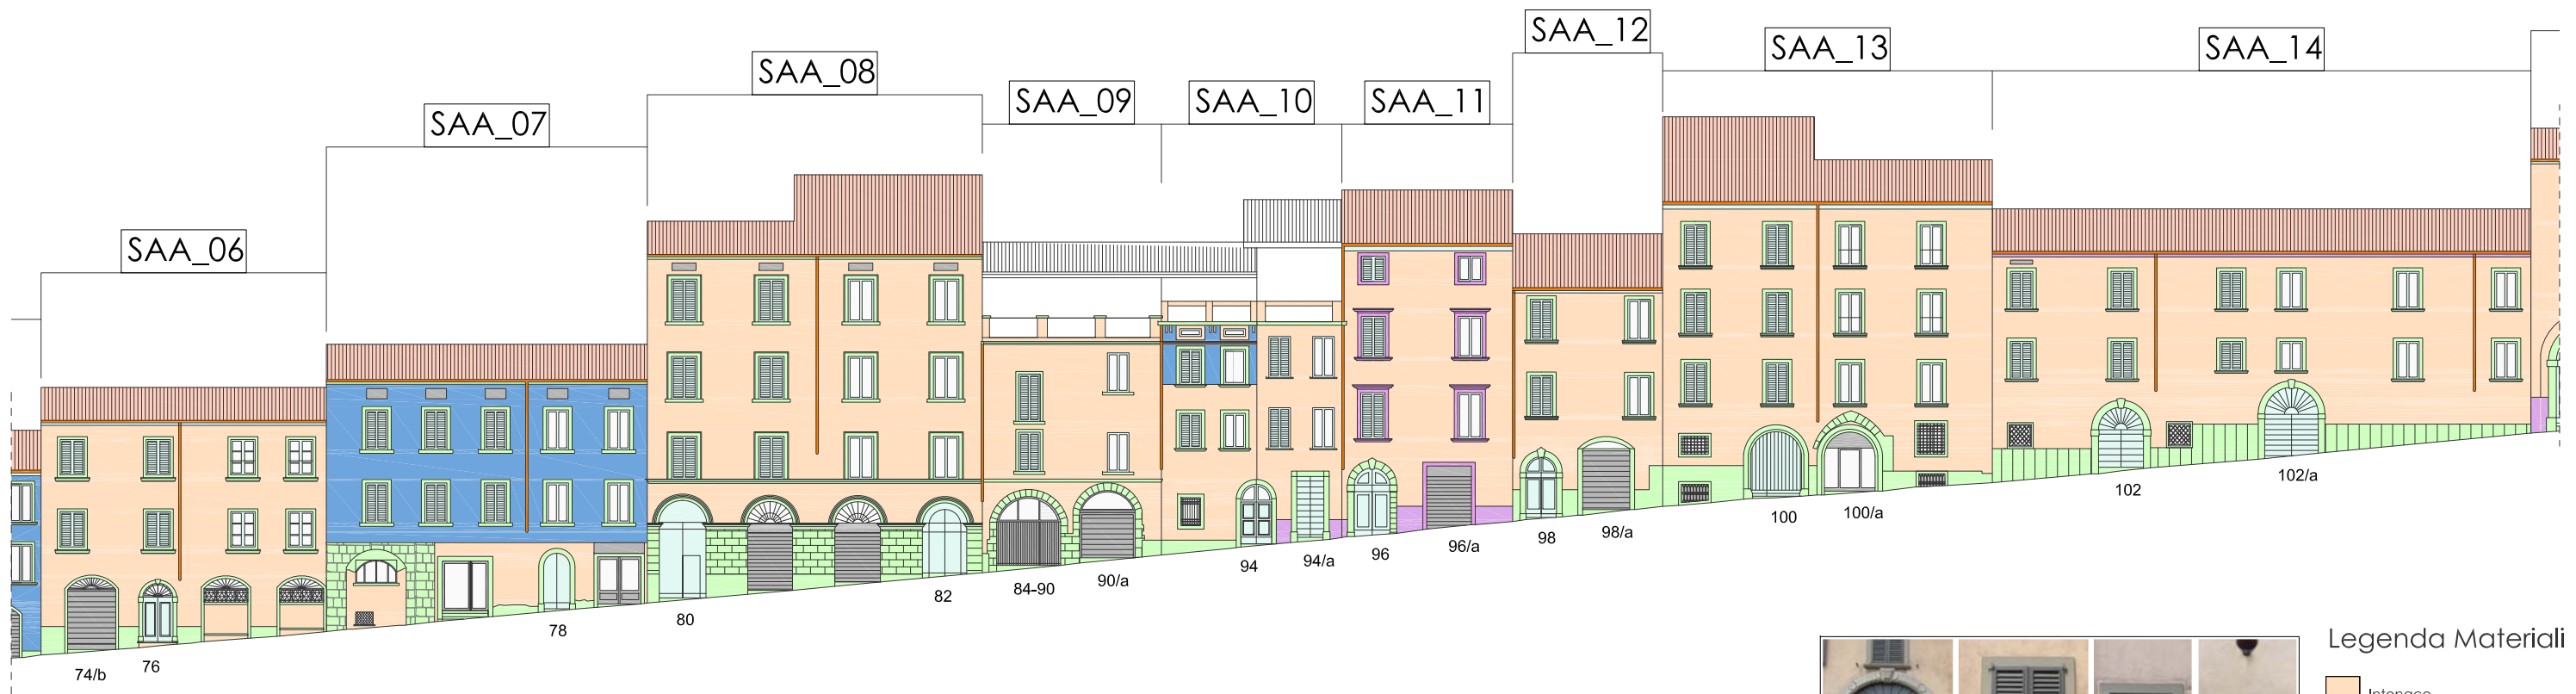 SAA_06
SAA_07
SAA_08
SAA_09
SAA_10
SAA_11
SAA_12
SAA_13
SAA_14
74/b
76
78
80
82
84-90
90/a
94
94/a
96
96/a
98
98/a
100
100/a
102
102/a
Legenda Materiali
Intonaco